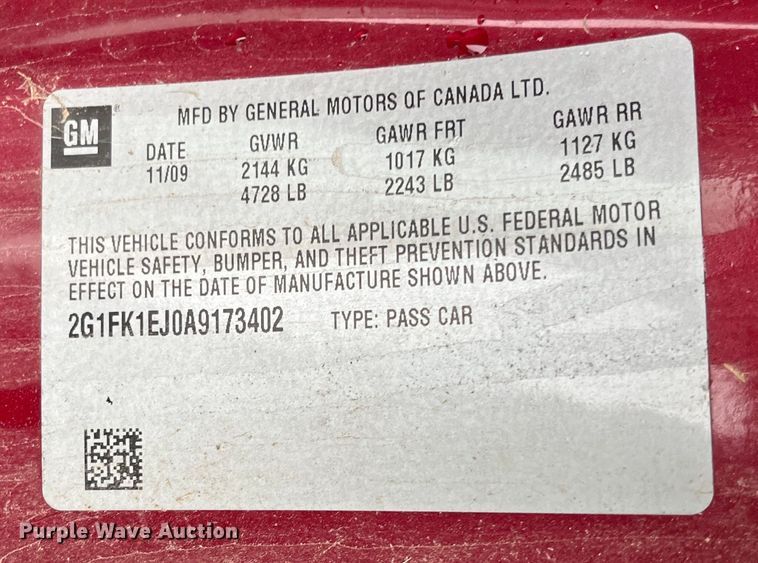 GM
MFD BY GENERAL MOTORS OF CANADA LTD.
DATE GVWR GAWR FRT GAWR RR
11/09 2144 KG 1017 KG 1127 KG
4728 LB 2243 LB 2485 LB
THIS VEHICLE CONFORMS TO ALL APPLICABLE U.S. FEDERAL MOTOR
VEHICLE SAFETY, BUMPER, AND THEFT PREVENTION STANDARDS IN
EFFECT ON THE DATE OF MANUFACTURE SHOWN ABOVE.
2G1FK1EJ0A9173402 TYPE: PASS CAR
Purple Wave Auction